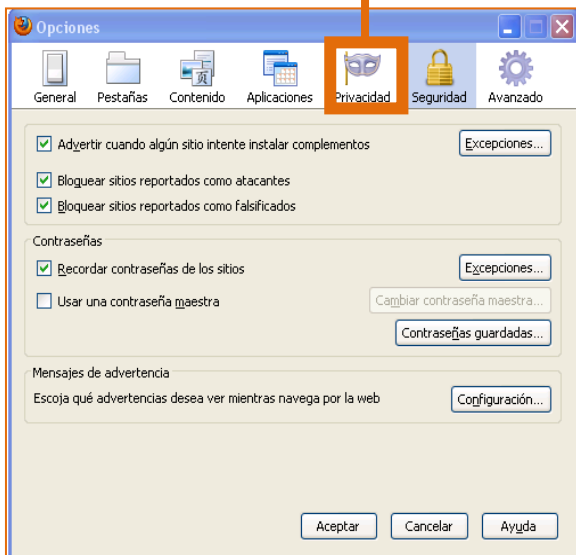 Opciones
General Pestañas Contenido Aplicaciones Privacidad Seguridad Avanzado
Advertir cuando algún sitio intente instalar complementos Excepciones...
Bloquear sitios reportados como atacantes
Bloquear sitios reportados como falsificados
Contraseñas
Recordar contraseñas de los sitios Excepciones...
Usar una contraseña maestra Cambiar contraseña maestra...
Contraseñas guardadas...
Mensajes de advertencia
Escoja qué advertencias desea ver mientras navega por la web Configuración...
Aceptar Cancelar Ayuda